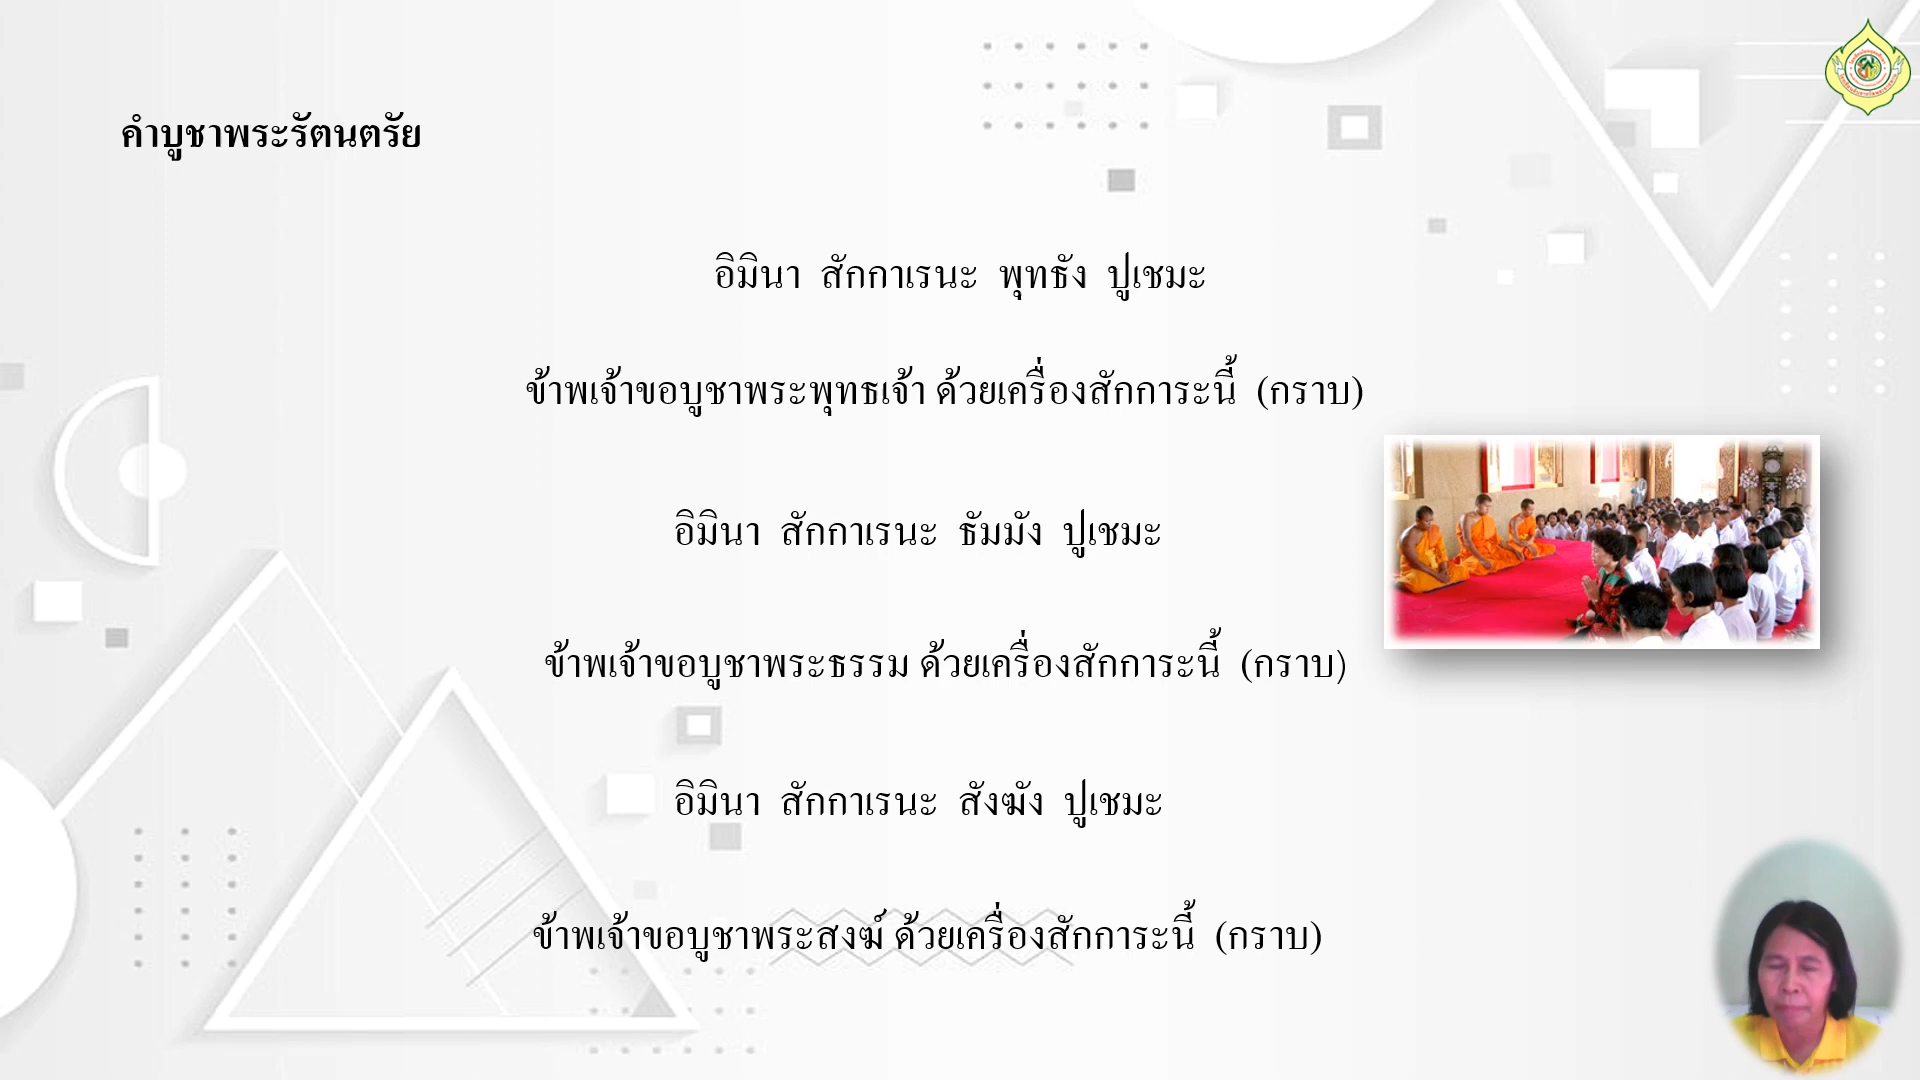 คำบูชาพระรัตนตรัย
อิมินา สักกาเรนะ พุทธัง ปูเชมะ
ข้าพเจ้าขอบูชาพระพุทธเจ้า ด้วยเครื่องสักการะนี้ (กราบ)
อิมินา สักกาเรนะ ธัมมัง ปูเชมะ
ข้าพเจ้าขอบูชาพระธรรม ด้วยเครื่องสักการะนี้ (กราบ)
อิมินา สักกาเรนะ สังฆัง ปูเชมะ
ข้าพเจ้าขอบูชาพระสงฆ์ ด้วยเครื่องสักการะนี้ (กราบ)